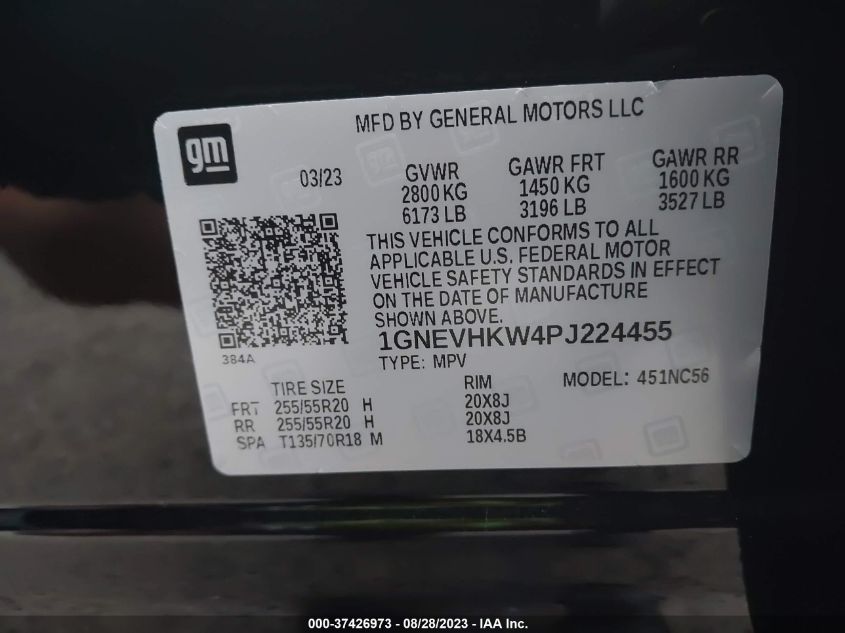 gm
MFD BY GENERAL MOTORS LLC
03/23
GVWR GAWR FRT GAWR RR
2800 KG 1450 KG 1600 KG
6173 LB 3196 LB 3527 LB
THIS VEHICLE CONFORMS TO ALL
APPLICABLE U.S. FEDERAL MOTOR
VEHICLE SAFETY STANDARDS IN EFFECT
ON THE DATE OF MANUFACTURE
SHOWN ABOVE.
384A
1GNEVHKW4PJ224455
TYPE: MPV MODEL: 451NC56
TIRE SIZE RIM
FRT 255/55R20 H 20X8J
RR 255/55R20 H 20X8J
SPA T135/70R18 M 18X4.5B
000-37426973 - 08/28/2023 - IAA Inc.